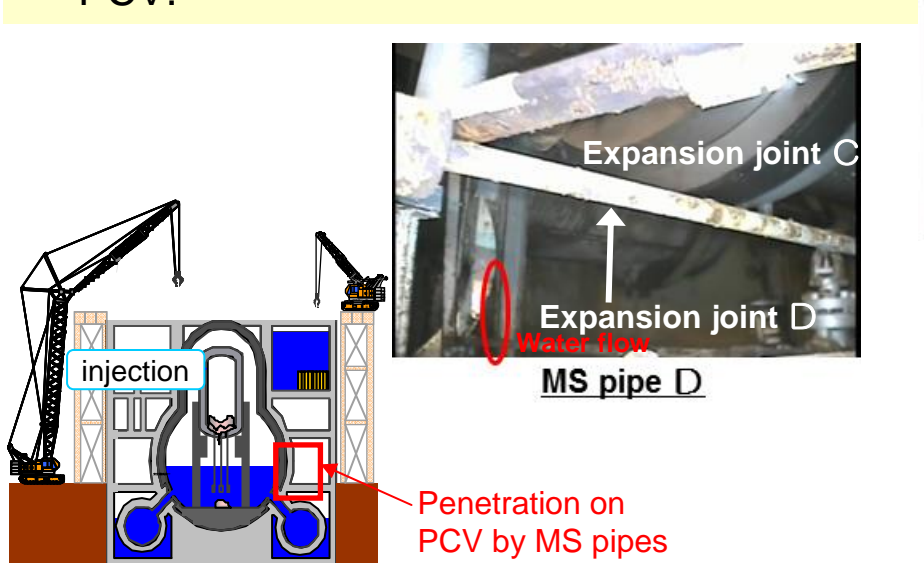 PCV.
Expansion joint C
Expansion joint D
Water flow
MS pipe D
injection
Penetration on
PCV by MS pipes